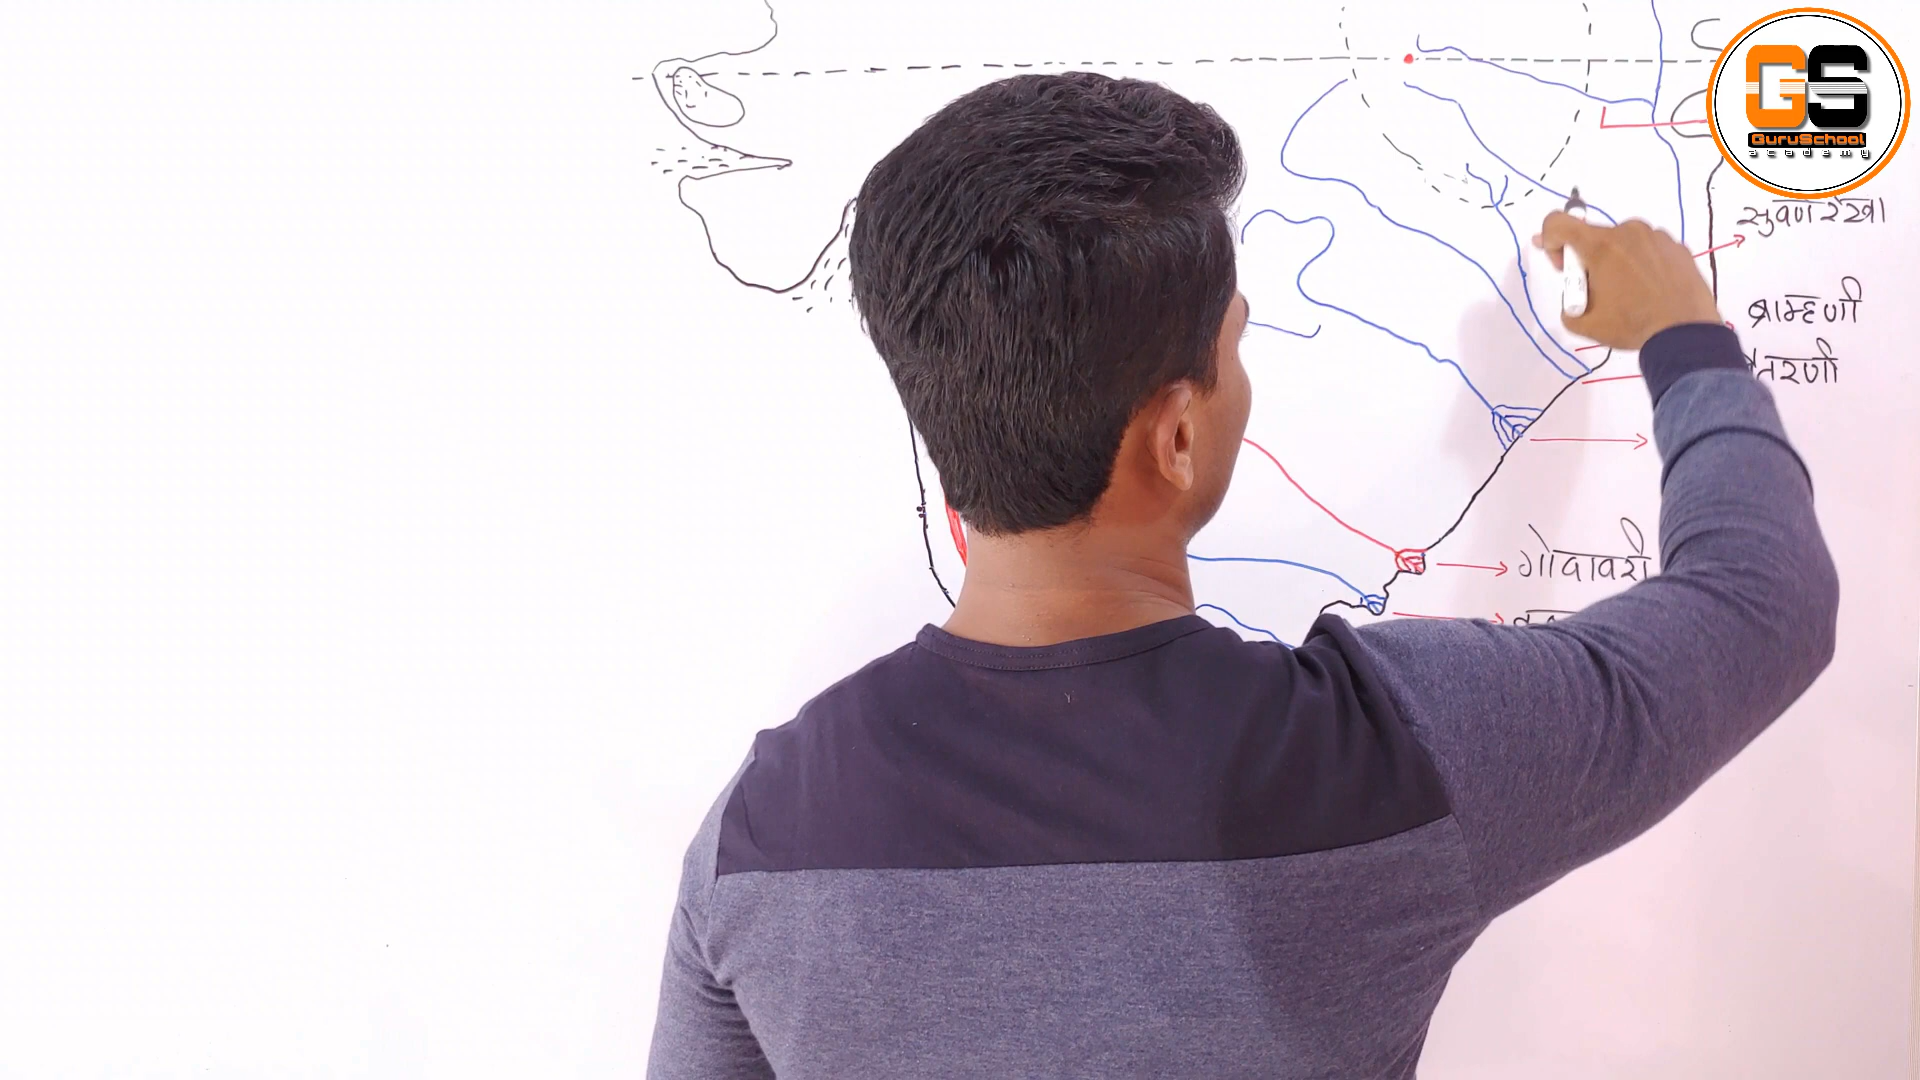 GS
GuruSchool
academy
सुवर्णरेखा
ब्राम्हणी
तरणी
गोदावरी